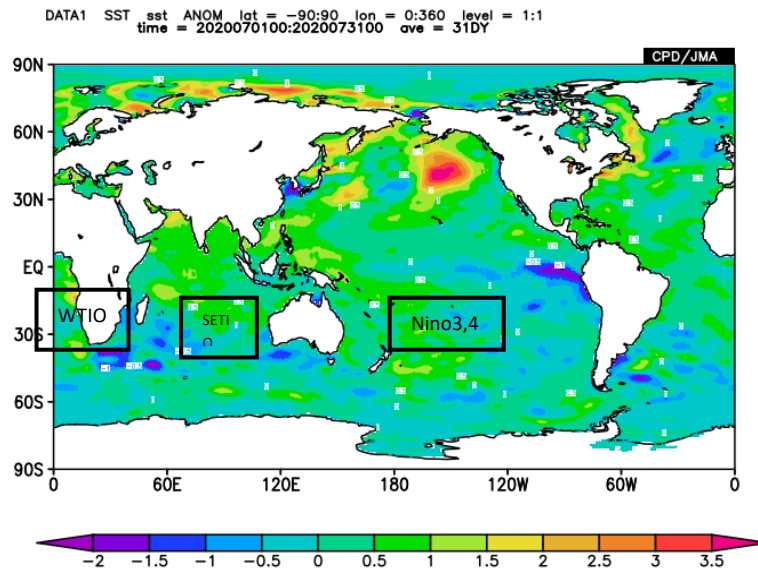 DATA1 SST sst ANOM lat = -90:90 lon = 0:360 level = 1:1
time = 2020070100:2020073100 ave = 31DY
CPD/JMA
90N
60N
30N
EQ
30S
60S
90S
WTIO
SETI
O
Nino3,4
0 60E 120E 180 120W 60W 0
-2 -1.5 -1 -0.5 0 0.5 1 1.5 2 2.5 3 3.5